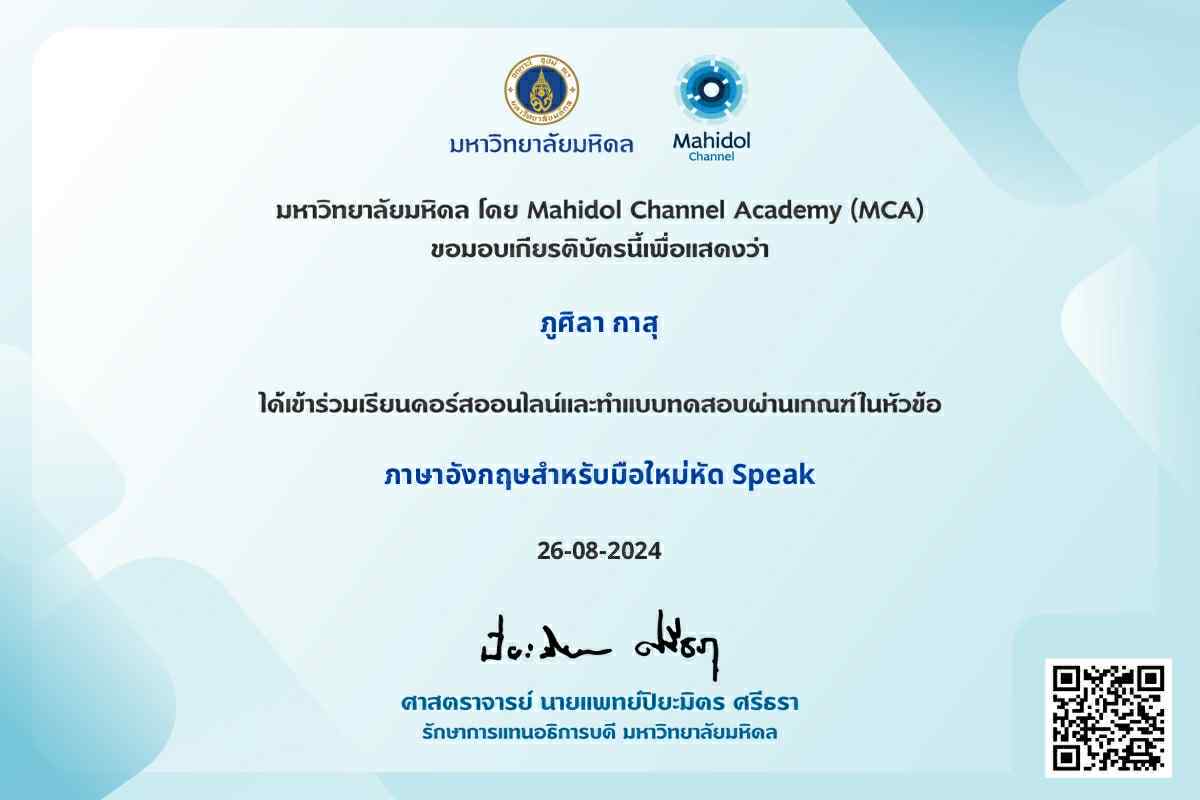 มหาวิทยาลัยมหิดล
Mahidol
Channel
มหาวิทยาลัยมหิดล โดย Mahidol Channel Academy (MCA)
ขอมอบเกียรติบัตรนี้เพื่อแสดงว่า
ภูศิลา กาสุ
ได้เข้าร่วมเรียนคอร์สออนไลน์และทำแบบทดสอบผ่านเกณฑ์ในหัวข้อ
ภาษาอังกฤษสำหรับมือใหม่หัด Speak
26-08-2024
ศาสตราจารย์ นายแพทย์ปิยะมิตร ศรีธรา
รักษาการแทนอธิการบดี มหาวิทยาลัยมหิดล